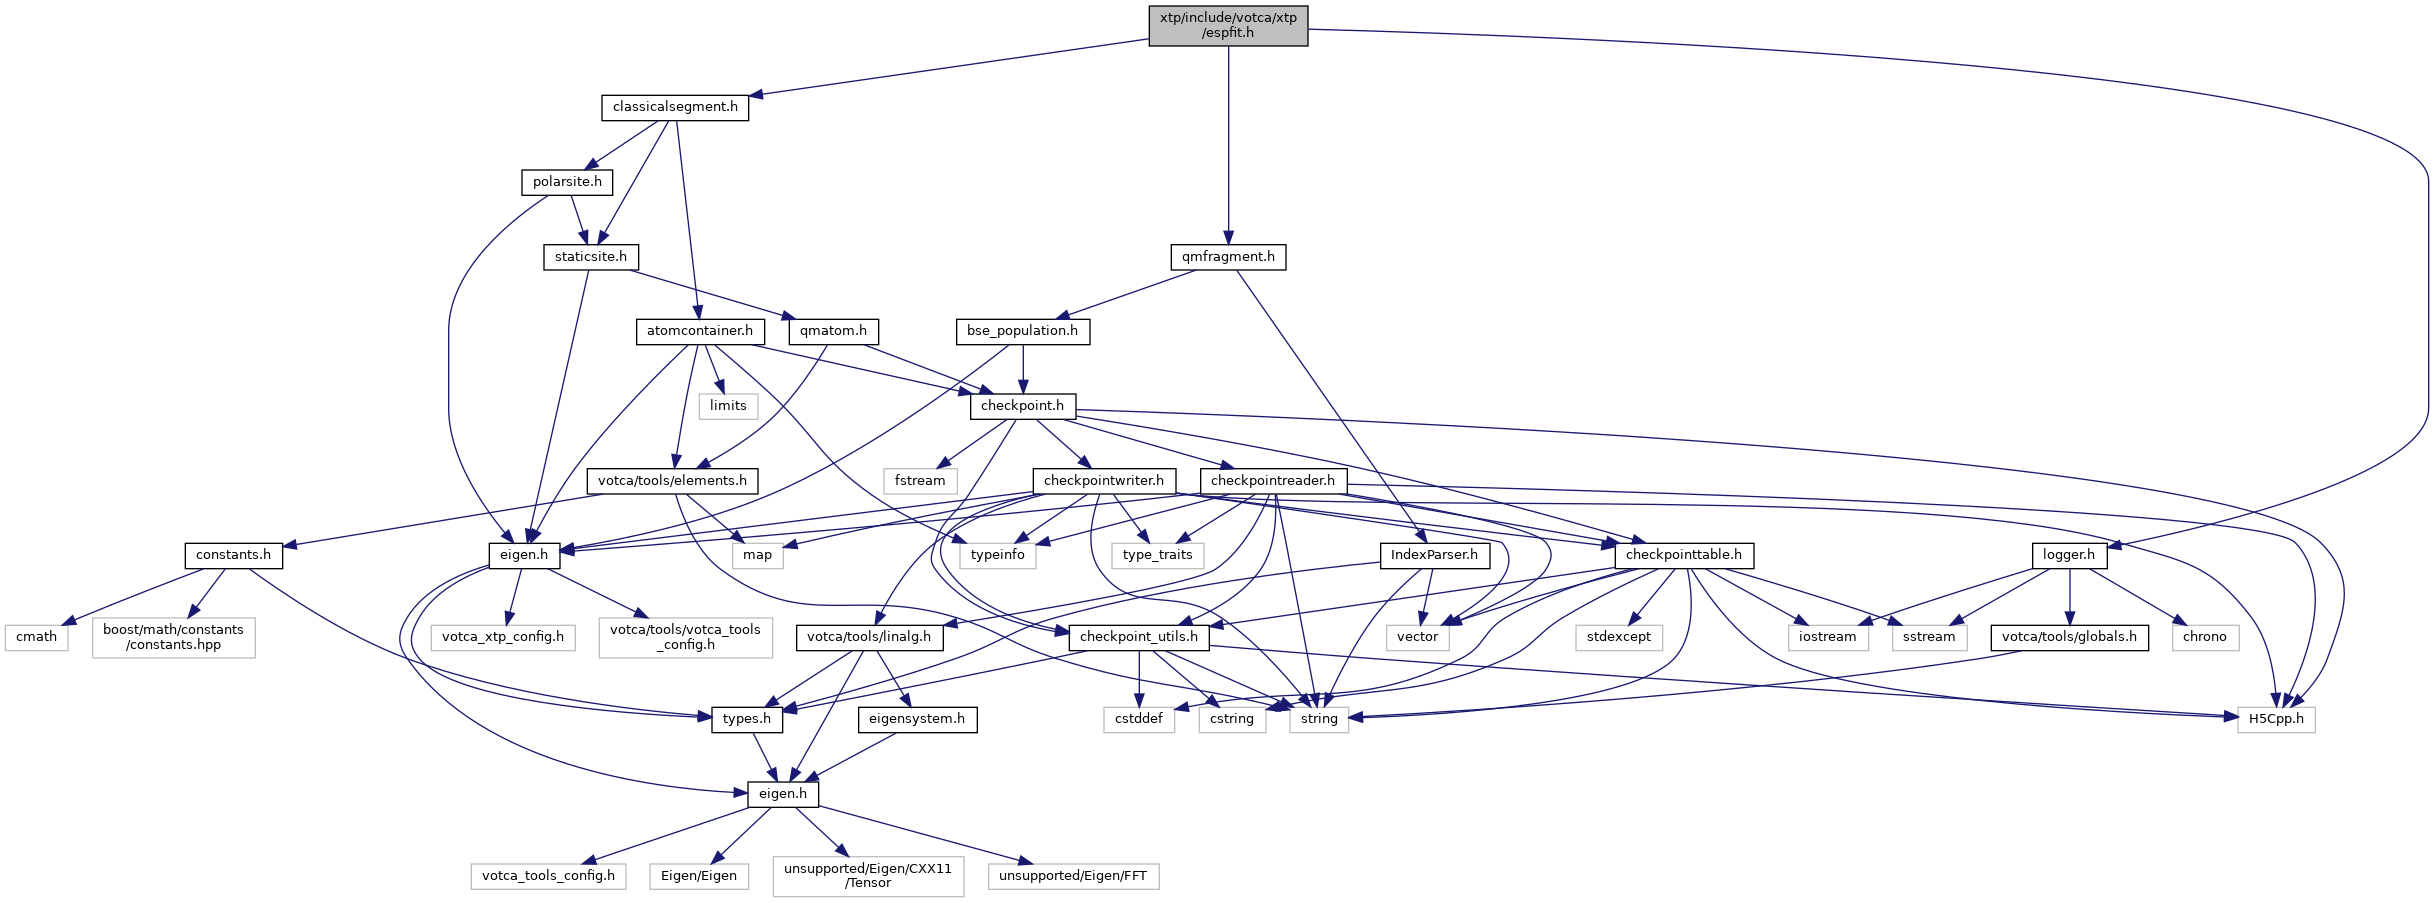 xtp/include/votca/xtp
/espfit.h
classicalsegment.h
polarsite.h
staticsite.h
qmfragment.h
atomcontainer.h
qmatom.h
bse_population.h
limits
checkpoint.h
votca/tools/elements.h
fstream
checkpointwriter.h
checkpointreader.h
constants.h
eigen.h
map
typeinfo
type_traits
IndexParser.h
checkpointtable.h
logger.h
cmath
boost/math/constants
/constants.hpp
votca_xtp_config.h
votca/tools/votca_tools
_config.h
votca/tools/linalg.h
checkpoint_utils.h
vector
stdexcept
iostream
sstream
votca/tools/globals.h
chrono
types.h
eigensystem.h
cstddef
cstring
string
H5Cpp.h
eigen.h
votca_tools_config.h
Eigen/Eigen
unsupported/Eigen/CXX11
/Tensor
unsupported/Eigen/FFT